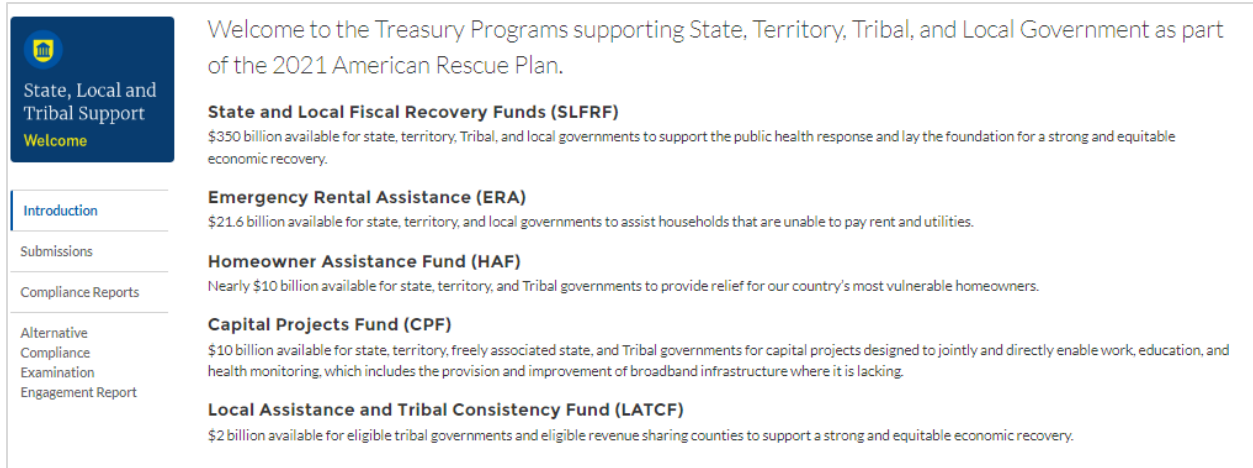 State, Local and
Tribal Support
Welcome
Introduction
Submissions
Compliance Reports
Alternative
Compliance
Examination
Engagement Report
Welcome to the Treasury Programs supporting State, Territory, Tribal, and Local Government as part
of the 2021 American Rescue Plan.
State and Local Fiscal Recovery Funds (SLFRF)
$350 billion available for state, territory, Tribal, and local governments to support the public health response and lay the foundation for a strong and equitable
economic recovery.
Emergency Rental Assistance (ERA)
$21.6 billion available for state, territory, and local governments to assist households that are unable to pay rent and utilities.
Homeowner Assistance Fund (HAF)
Nearly $10 billion available for state, territory, and Tribal governments to provide relief for our country’s most vulnerable homeowners.
Capital Projects Fund (CPF)
$10 billion available for state, territory, freely associated state, and Tribal governments for capital projects designed to jointly and directly enable work, education, and
health monitoring, which includes the provision and improvement of broadband infrastructure where it is lacking.
Local Assistance and Tribal Consistency Fund (LATCF)
$2 billion available for eligible tribal governments and eligible revenue sharing counties to support a strong and equitable economic recovery.